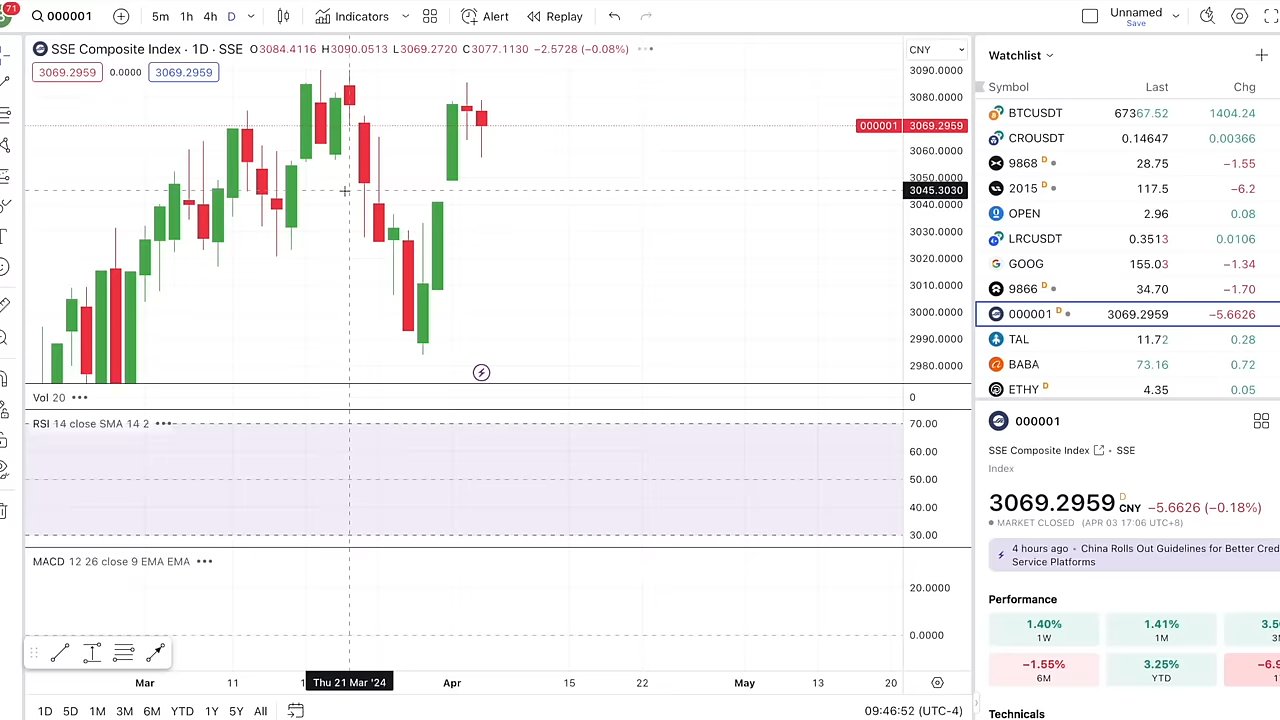 71
000001
5m 1h 4h D Indicators Alert Replay Unnamed
Save
SSE Composite Index · 1D · SSE O3084.4116 H3090.0513 L3069.2720 C3077.1130 −2.5728 (−0.08%)
3069.2959 0.0000 3069.2959
CNY
3090.0000
3080.0000
000001 3069.2959
3060.0000
3050.0000
3045.3030
3040.0000
3030.0000
3020.0000
3010.0000
3000.0000
2990.0000
2980.0000
Vol 20
0
RSI 14 close SMA 14 2
70.00
60.00
50.00
40.00
30.00
MACD 12 26 close 9 EMA EMA
20.0000
0.0000
Mar 11 1 Thu 21 Mar '24 Apr 15 22 May 13 20
1D 5D 1M 3M 6M YTD 1Y 5Y All
09:46:52 (UTC-4)
Watchlist
Symbol Last Chg
BTCUSDT 67367.52 1404.24
CROUSDT 0.14647 0.00366
9868 D 28.75 −1.55
2015 D 117.5 −6.2
OPEN 2.96 0.08
LRCUSDT 0.3513 0.0106
GOOG 155.03 −1.34
9866 D 34.70 −1.70
000001 D 3069.2959 −5.6626
TAL 11.72 0.28
BABA 73.16 0.72
ETHY D 4.35 0.05
000001
SSE Composite Index · SSE
Index
3069.2959 D CNY −5.6626 (−0.18%)
MARKET CLOSED (APR 03 17:06 UTC+8)
4 hours ago · China Rolls Out Guidelines for Better Cred
Service Platforms
Performance
1.40% 1.41% 3.5
1W 1M 3M
−1.55% 3.25% −6.9
6M YTD 1
Technicals